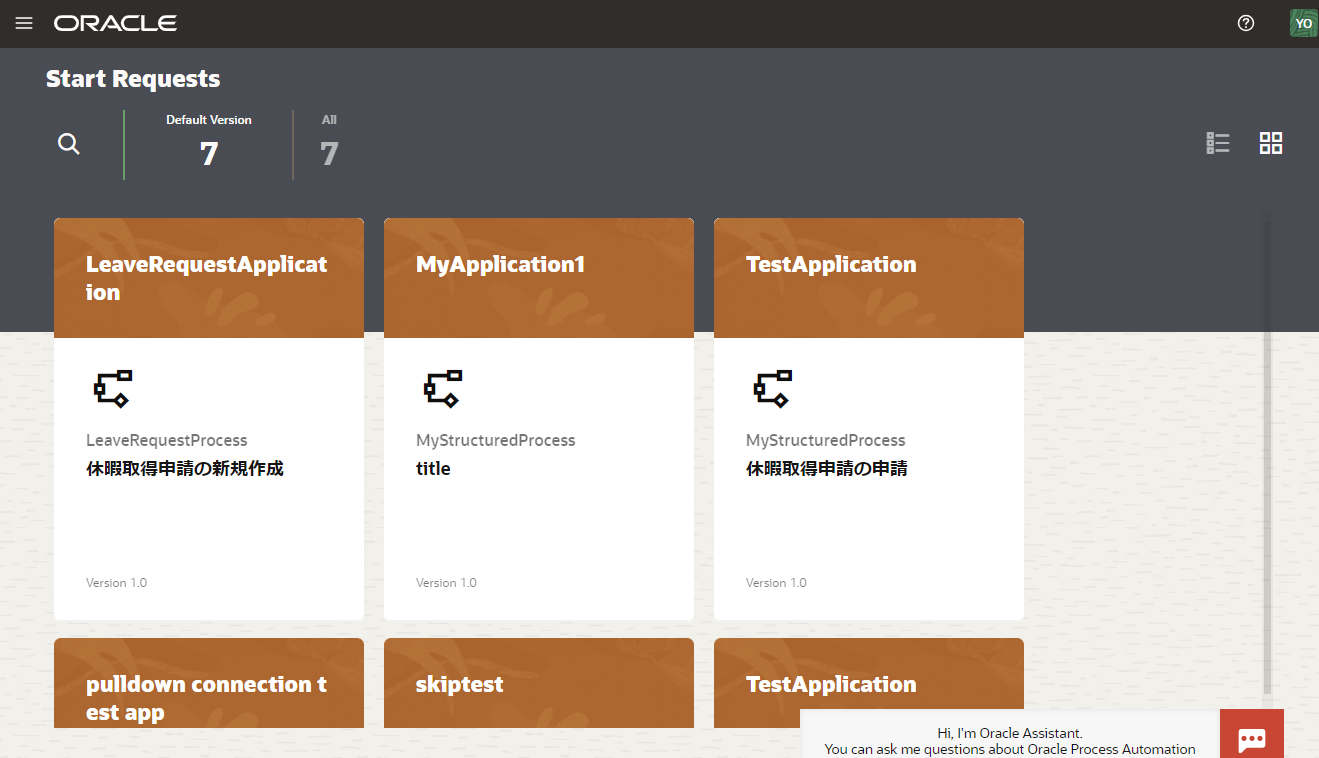 ORACLE
YO
Start Requests
Default Version
7
All
7
LeaveRequestApplicat
ion
LeaveRequestProcess
休暇取得申請の新規作成
Version 1.0
MyApplication1
MyStructuredProcess
title
Version 1.0
TestApplication
MyStructuredProcess
休暇取得申請の申請
Version 1.0
pulldown connection t
est app
skiptest
TestApplication
Hi, I'm Oracle Assistant.
You can ask me questions about Oracle Process Automation